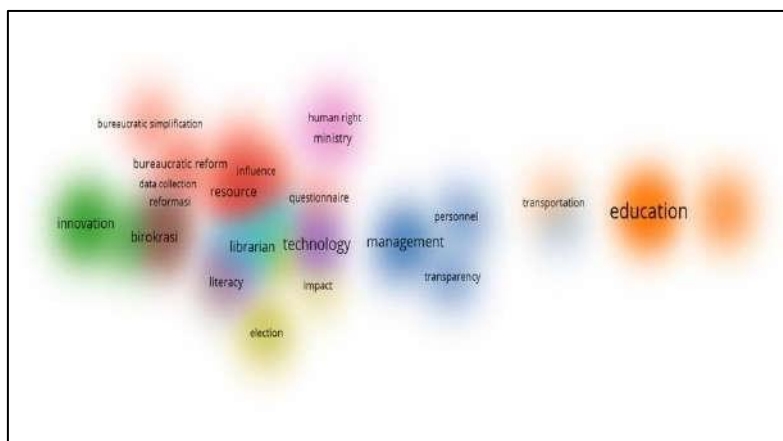 human right
bureaucratic simplification
ministry
bureaucratic reform
influence
data collection
resource
questionnaire
reformasi
transportation
education
personnel
innovation
birokrasi
librarian
technology
management
transparency
literacy
impact
election